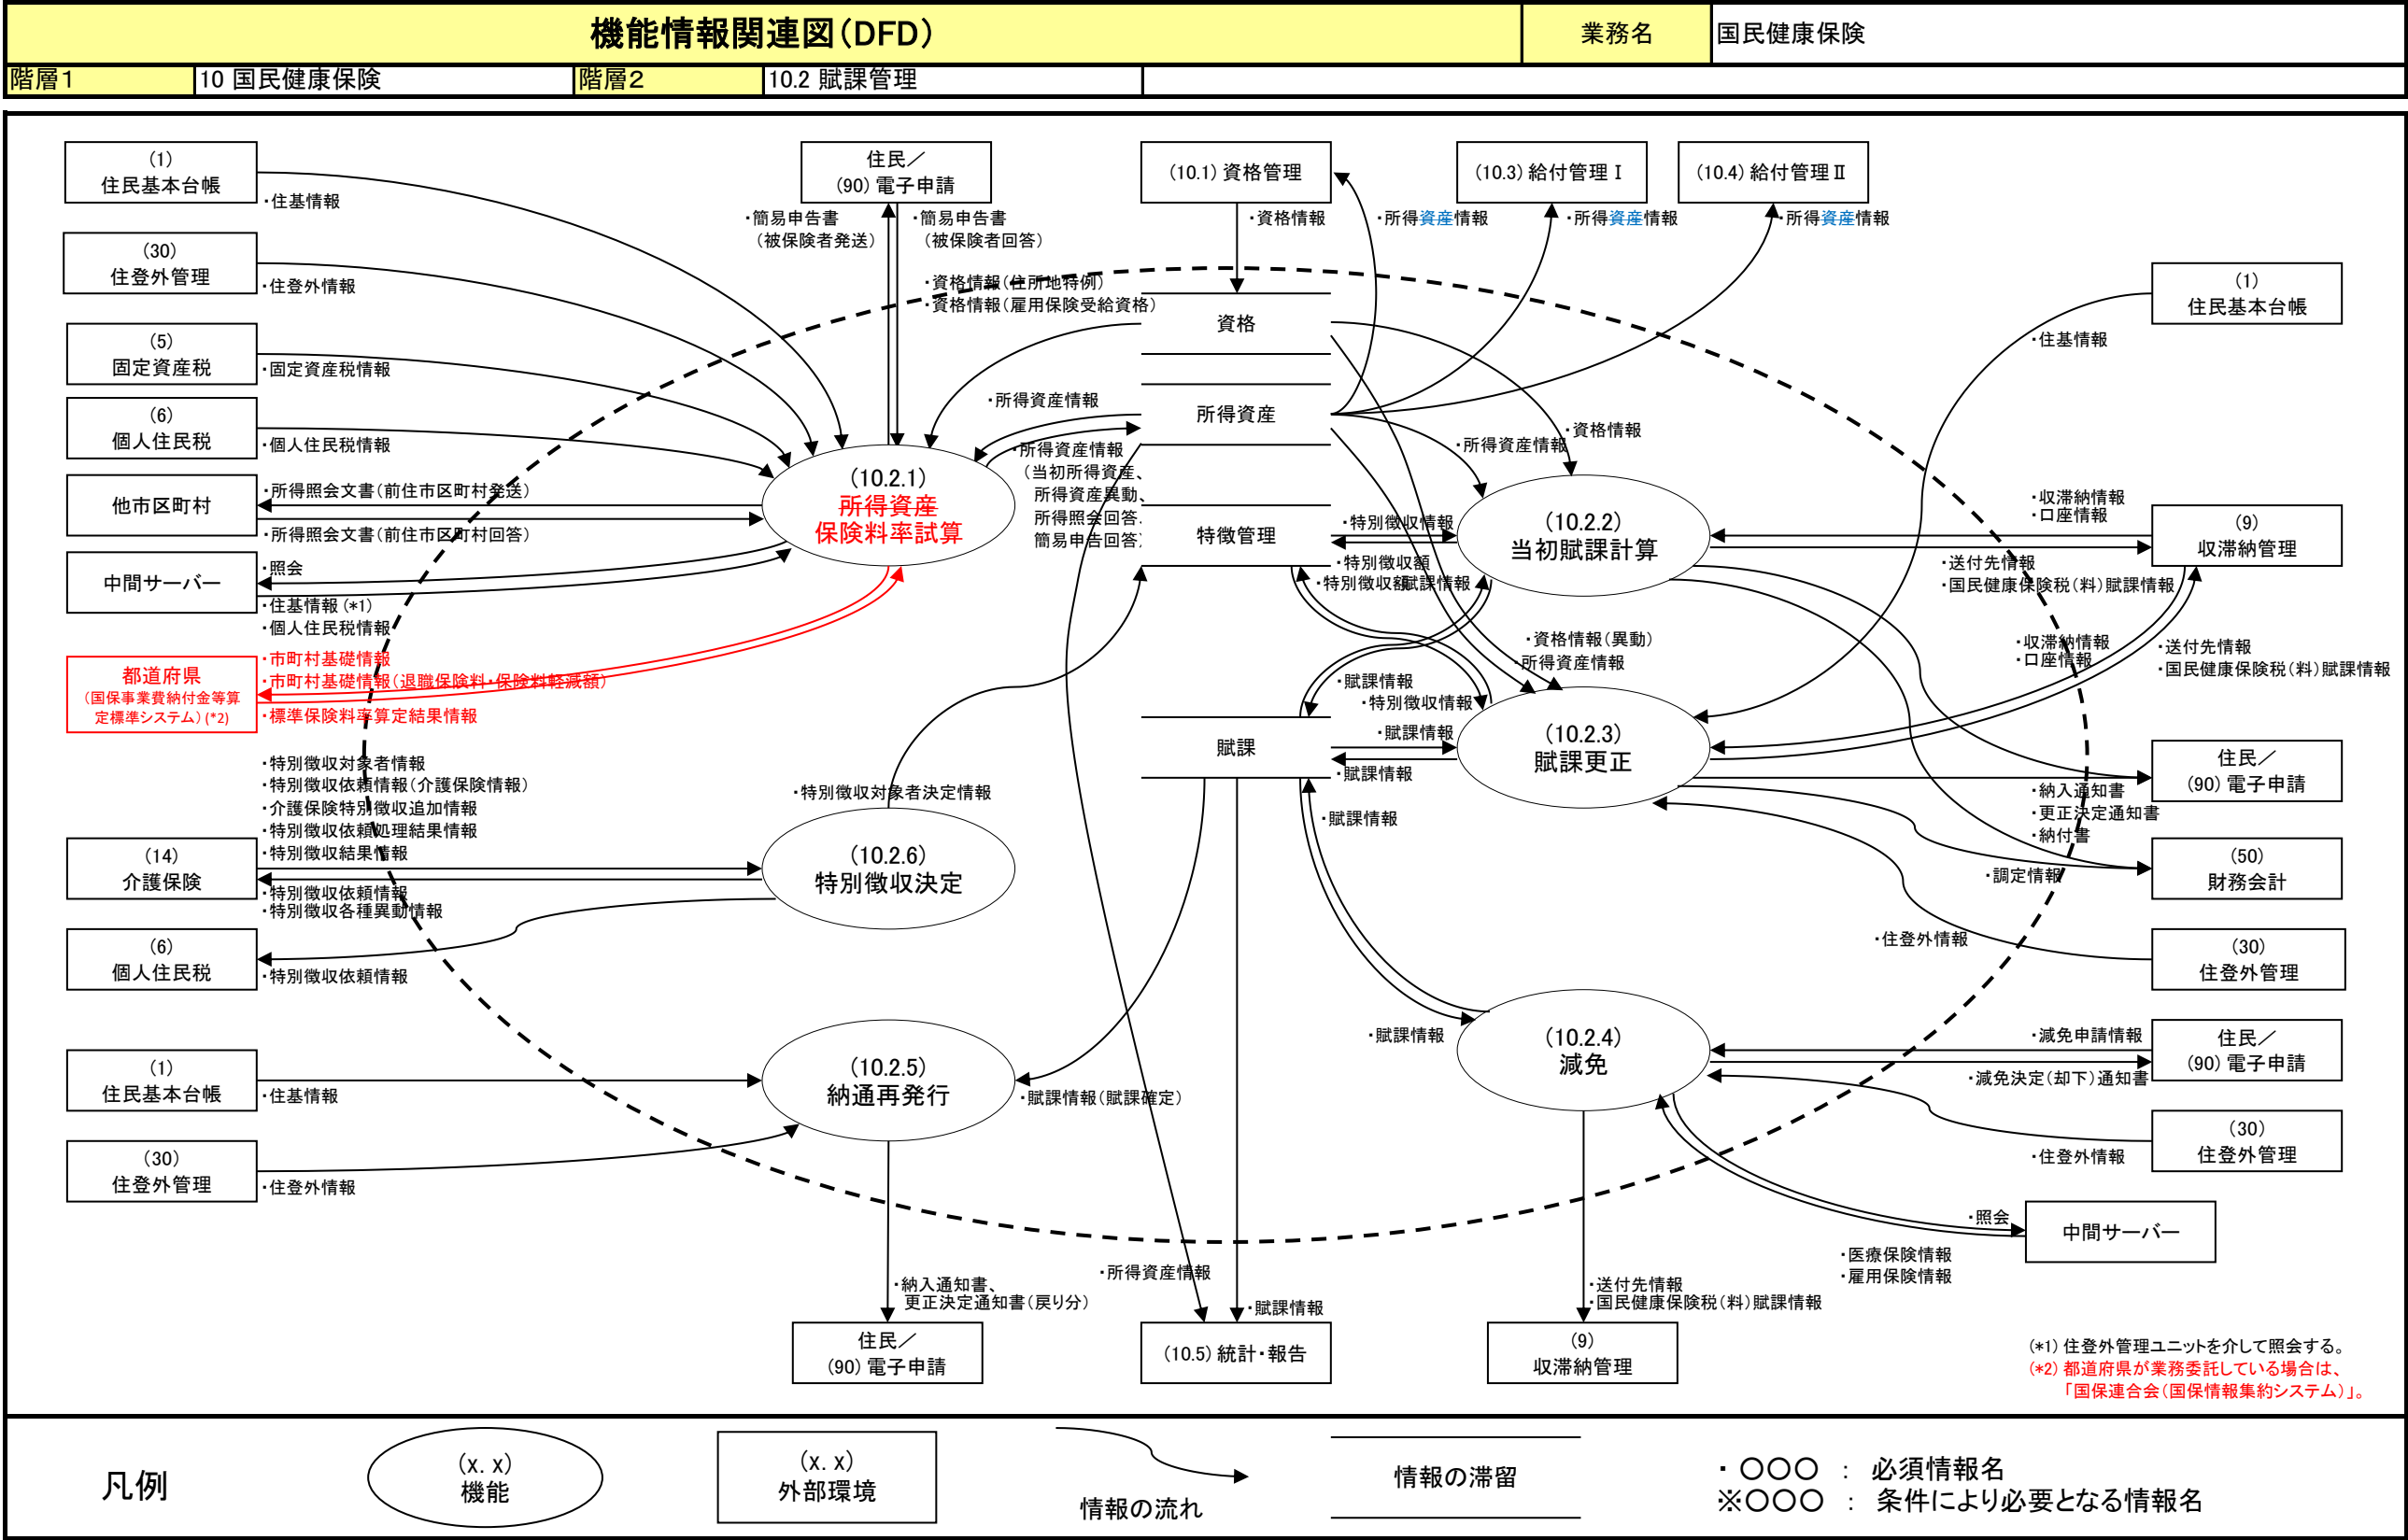 機能情報関連図(DFD)
業務名
国民健康保険
階層1
10 国民健康保険
階層2
10.2 賦課管理
(1)
住民基本台帳
・住基情報
(30)
住登外管理
・住登外情報
(5)
固定資産税
・固定資産税情報
(6)
個人住民税
・個人住民税情報
他市区町村
・所得照会文書(前住市区町村発送)
・所得照会文書(前住市区町村回答)
中間サーバー
・照会
・住基情報(*1)
・個人住民税情報
都道府県
(国保事業費納付金等算
定標準システム)(*2)
・市町村基礎情報
・市町村基礎情報(退職保険料・保険料軽減額)
・標準保険料率算定結果情報
・特別徴収対象者情報
・特別徴収依頼情報(介護保険情報)
・介護保険特別徴収追加情報
・特別徴収依頼処理結果情報
・特別徴収結果情報
(14)
介護保険
・特別徴収依頼情報
・特別徴収各種異動情報
(6)
個人住民税
・特別徴収依頼情報
(1)
住民基本台帳
・住基情報
(30)
住登外管理
・住登外情報
住民/
(90)電子申請
・簡易申告書
(被保険者発送)
・簡易申告書
(被保険者回答)
・資格情報(住所地特例)
・資格情報(雇用保険受給資格)
・所得資産情報
・所得資産情報
(当初所得資産、
所得資産異動、
所得照会回答、
簡易申告回答)
(10.2.1)
所得資産
保険料率試算
・特別徴収対象者決定情報
(10.2.6)
特別徴収決定
(10.2.5)
納通再発行
・賦課情報(賦課確定)
・納入通知書、
更正決定通知書(戻り分)
住民/
(90)電子申請
(10.1)資格管理
・資格情報
・所得資産情報
(10.3)給付管理Ⅰ
・所得資産情報
(10.4)給付管理Ⅱ
・所得資産情報
資格
所得資産
特徴管理
賦課
・所得資産情報
・資格情報
・特別徴収情報
・特別徴収額
・特別徴収額
・賦課情報
(10.2.2)
当初賦課計算
・資格情報(異動)
・所得資産情報
・賦課情報
・特別徴収情報
・賦課情報
・賦課情報
(10.2.3)
賦課更正
・賦課情報
・賦課情報
(10.2.4)
減免
・所得資産情報
・賦課情報
(10.5)統計・報告
・送付先情報
・国民健康保険税(料)賦課情報
(9)
収滞納管理
(1)
住民基本台帳
・住基情報
・収滞納情報
・口座情報
(9)
収滞納管理
・送付先情報
・国民健康保険税(料)賦課情報
・収滞納情報
・口座情報
・送付先情報
・国民健康保険税(料)賦課情報
住民/
(90)電子申請
・納入通知書
・更正決定通知書
・納付書
(50)
財務会計
・調定情報
(30)
住登外管理
・住登外情報
・減免申請情報
住民/
(90)電子申請
・減免決定(却下)通知書
(30)
住登外管理
・住登外情報
・照会
中間サーバー
・医療保険情報
・雇用保険情報
(*1)住登外管理ユニットを介して照会する。
(*2)都道府県が業務委託している場合は、
「国保連合会(国保情報集約システム)」。
凡例
(x.x)
機能
(x.x)
外部環境
情報の流れ
情報の滞留
・ ○○○ : 必須情報名
※○○○ : 条件により必要となる情報名